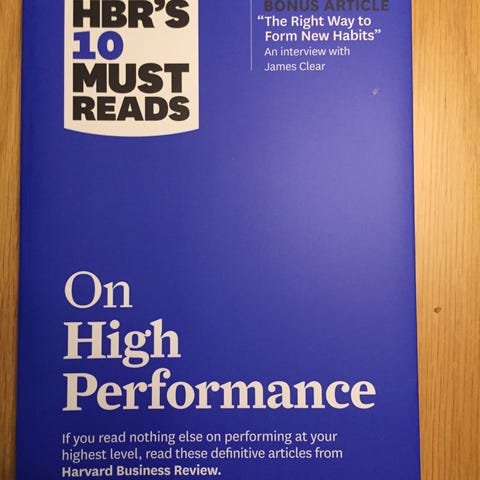 HBR'S
10
MUST
READS
BONUS ARTICLE
“The Right Way to
Form New Habits”
An interview with
James Clear
On
High
Performance
If you read nothing else on performing at your
highest level, read these definitive articles from
Harvard Business Review.